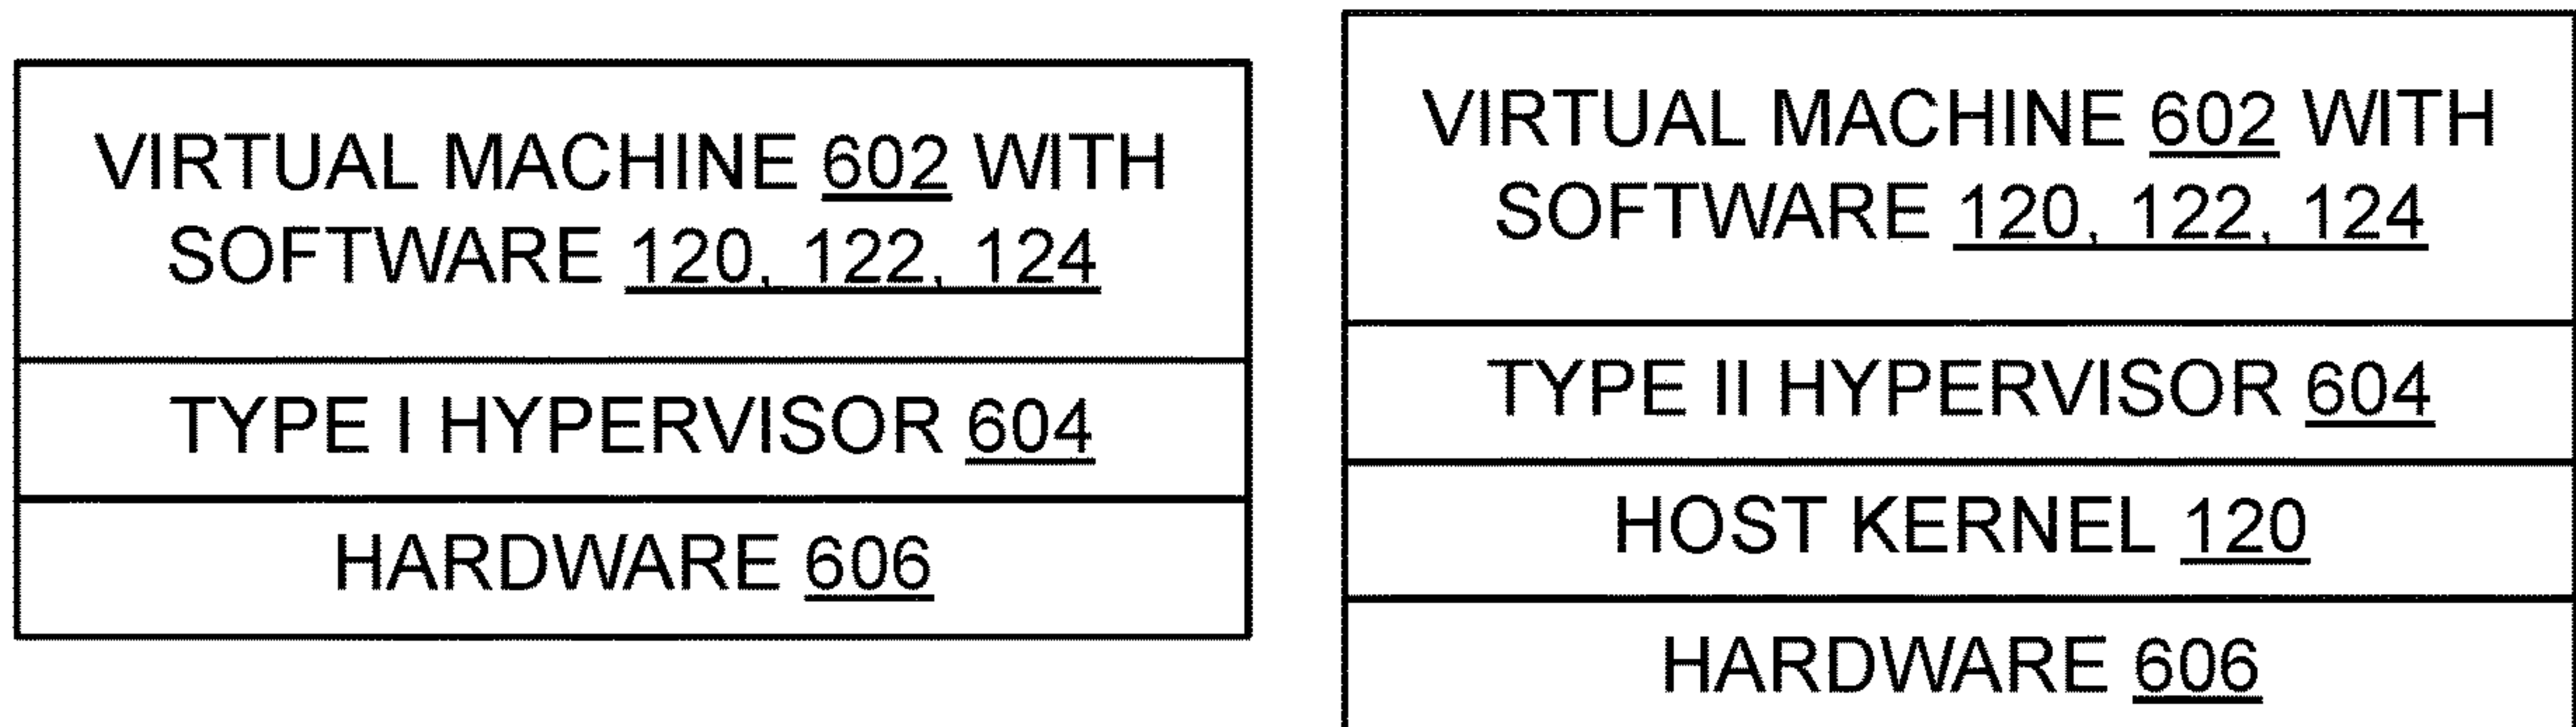 VIRTUAL MACHINE 602 WITH
SOFTWARE 120, 122, 124
TYPE I HYPERVISOR 604
HARDWARE 606
VIRTUAL MACHINE 602 WITH
SOFTWARE 120, 122, 124
TYPE II HYPERVISOR 604
HOST KERNEL 120
HARDWARE 606